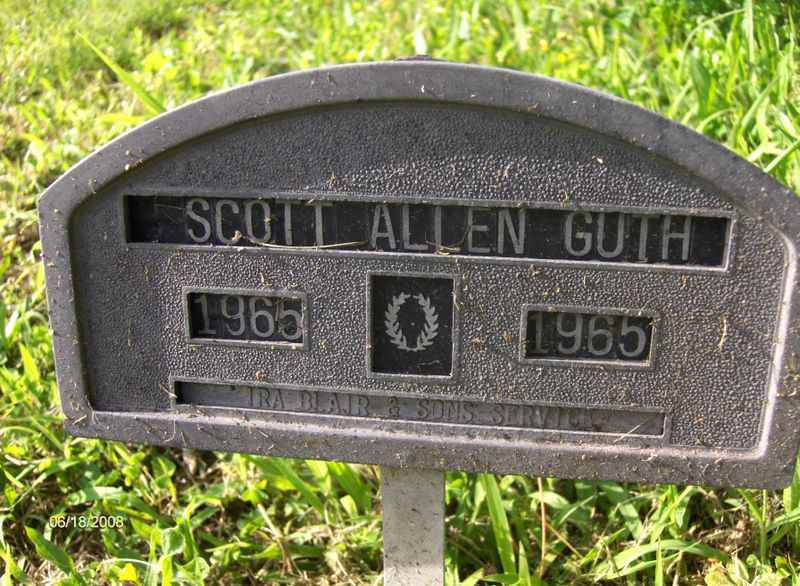 SCOTT ALLEN GUTH
1965 1965
IRA BLAIR & SONS SERVICE
06/18/2008